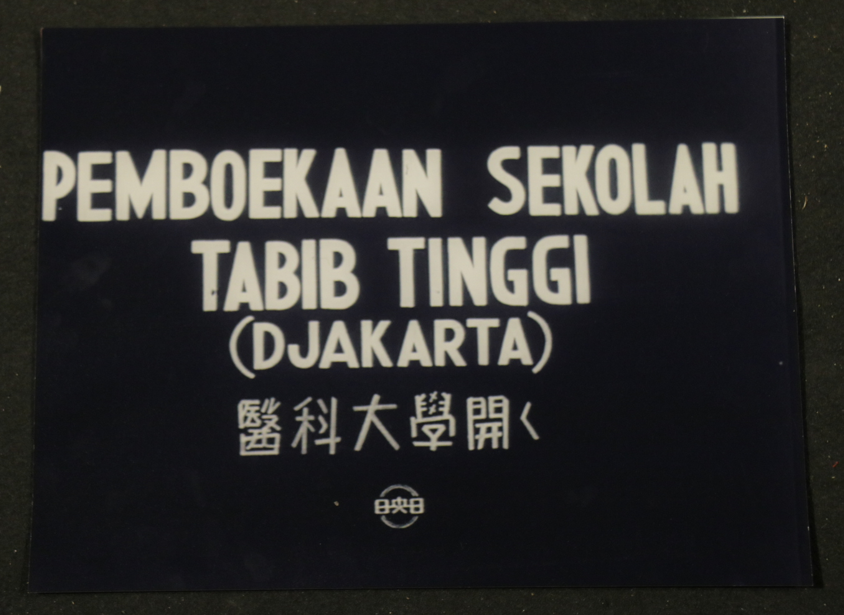 PEMBOEKAAN SEKOLAH
TABIB TINGGI
(DJAKARTA)
醫科大學開く
日映